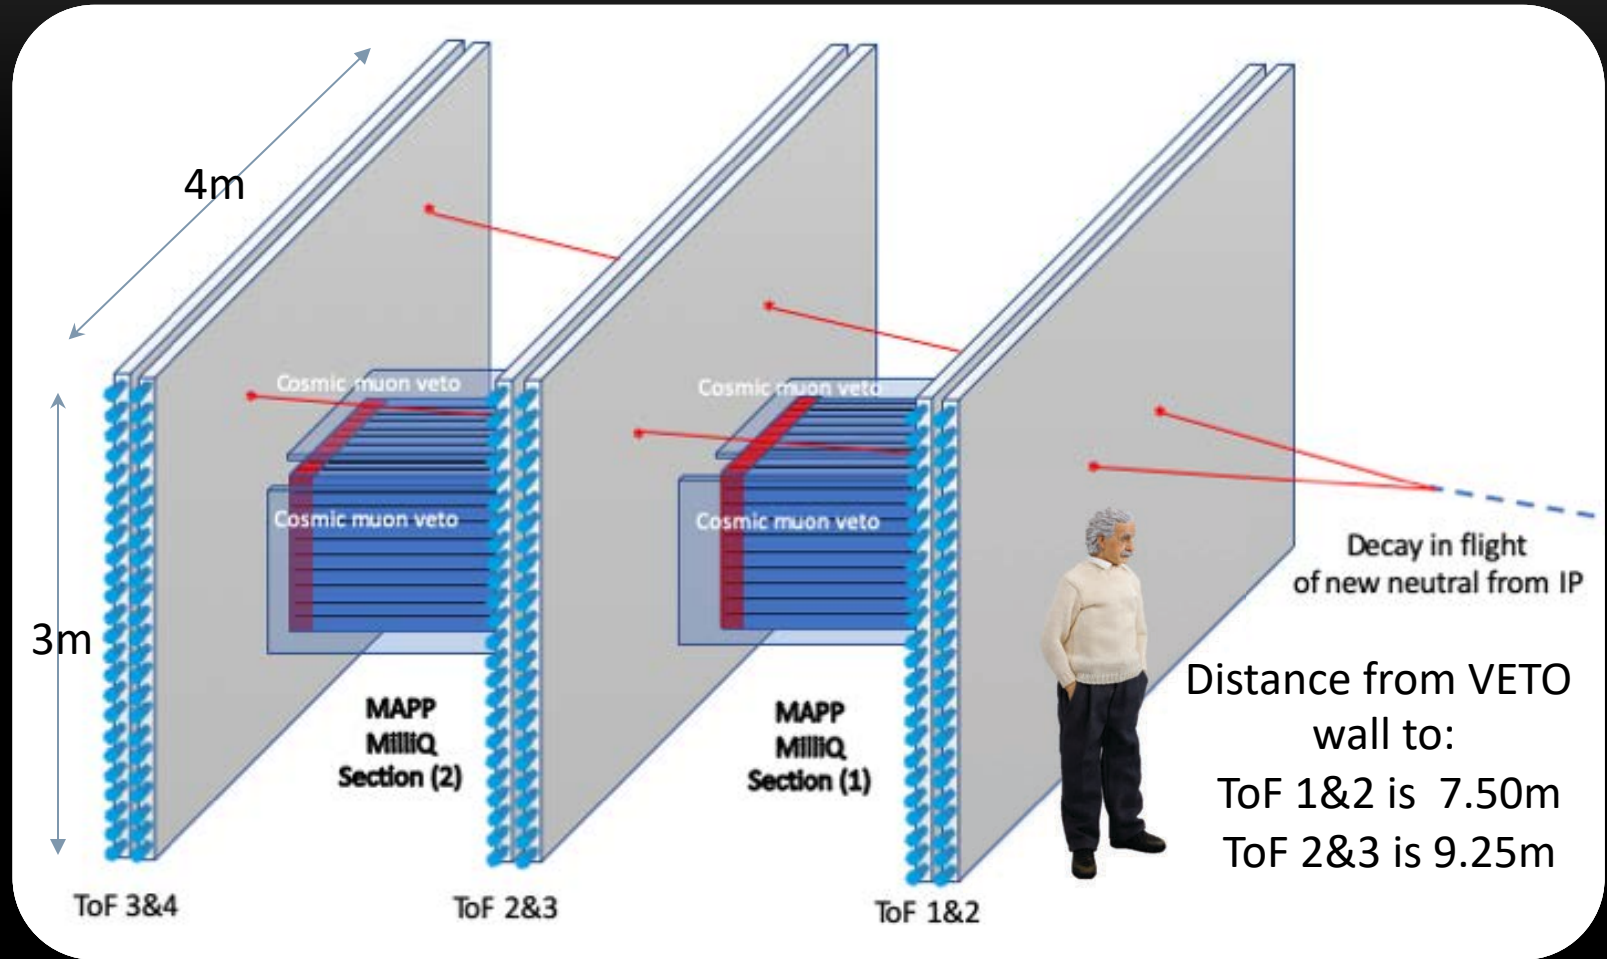 4m
Cosmic muon veto
Cosmic muon veto
Cosmic muon veto
Cosmic muon veto
3m
MAPP
MilliQ
Section (2)
MAPP
MilliQ
Section (1)
Decay in flight
of new neutral from IP
Distance from VETO
wall to:
ToF 1&2 is 7.50m
ToF 2&3 is 9.25m
ToF 3&4
ToF 2&3
ToF 1&2